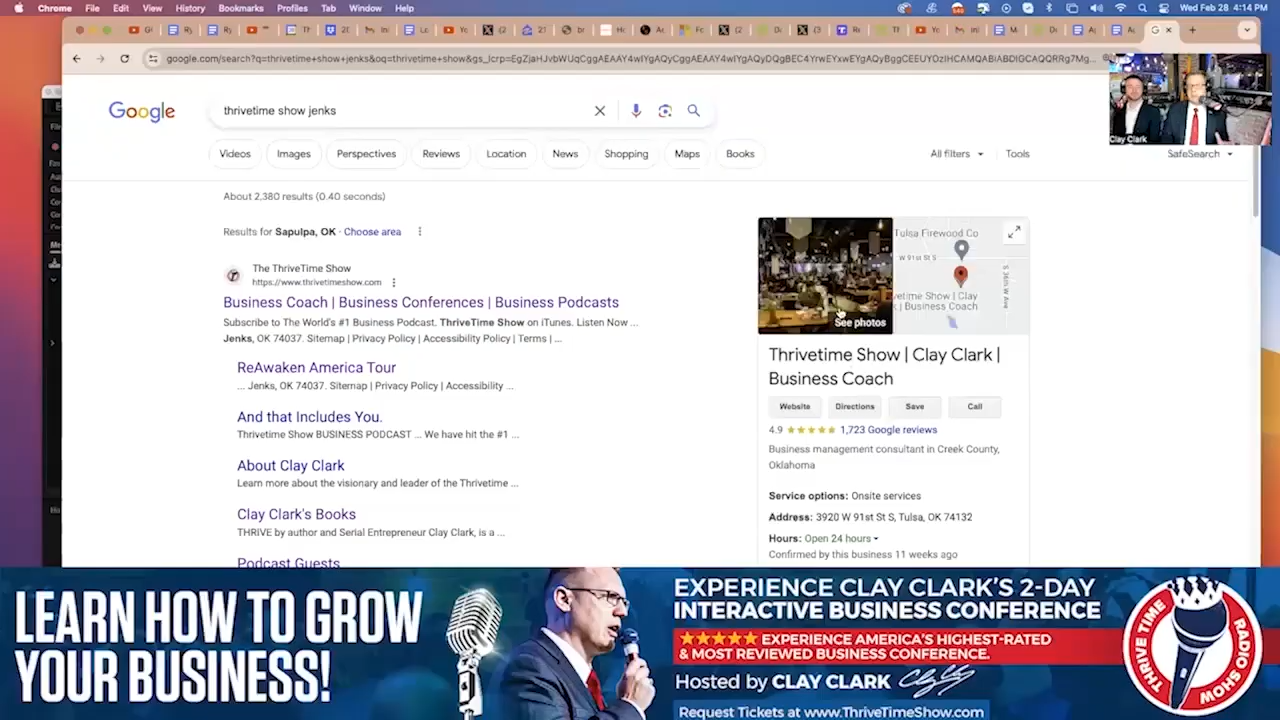 Chrome File Edit View History Bookmarks Profiles Tab Window Help
Wed Feb 28 4:14 PM
Google
thrivetime show jenks
Videos Images Perspectives Reviews Location News Shopping Maps Books
All filters Tools SafeSearch
Clay Clark
About 2,380 results (0.40 seconds)
Results for Sapulpa, OK · Choose area
The ThriveTime Show
https://www.thrivetimeshow.com
Business Coach | Business Conferences | Business Podcasts
Subscribe to The World's #1 Business Podcast, ThriveTime Show on iTunes. Listen Now ...
Jenks, OK 74037. Sitemap | Privacy Policy | Accessibility Policy | Terms | ...
ReAwaken America Tour
... Jenks, OK 74037. Sitemap | Privacy Policy | Accessibility ...
And that Includes You.
Thrivetime Show BUSINESS PODCAST ... We have hit the #1 ...
About Clay Clark
Learn more about the visionary and leader of the Thrivetime ...
Clay Clark's Books
THRIVE by author and Serial Entrepreneur Clay Clark, is a ...
Podcast Guests
See photos
Tulsa Firewood Co
W 91st St S
Thrivetime Show | Clay Clark |
Business Coach
Website Directions Save Call
4.9 1,723 Google reviews
Business management consultant in Creek County,
Oklahoma
Service options: Onsite services
Address: 3920 W 91st St S, Tulsa, OK 74132
Hours: Open 24 hours
Confirmed by this business 11 weeks ago
LEARN HOW TO GROW
YOUR BUSINESS!
EXPERIENCE CLAY CLARK'S 2-DAY
INTERACTIVE BUSINESS CONFERENCE
EXPERIENCE AMERICA'S HIGHEST-RATED
& MOST REVIEWED BUSINESS CONFERENCE.
Hosted by CLAY CLARK
Request Tickets at www.ThriveTimeShow.com
THRIVE TIME
RADIO SHOW